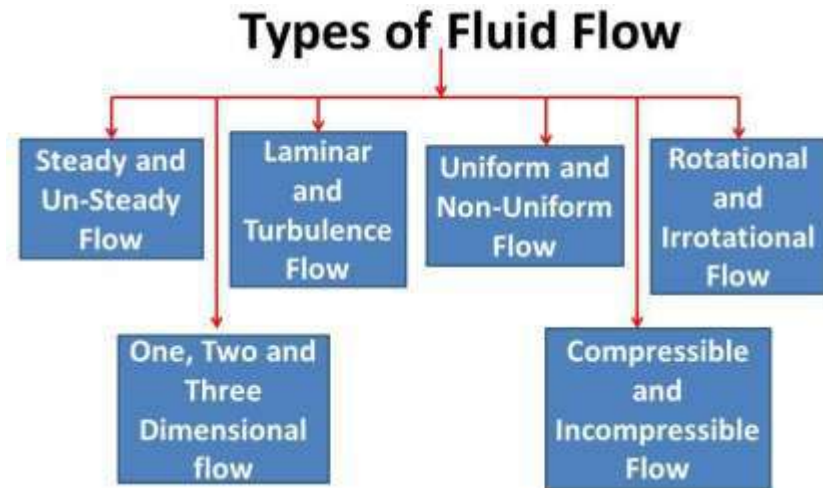 Types of Fluid Flow
Steady and
Un-Steady
Flow
Laminar
and
Turbulence
Flow
Uniform and
Non-Uniform
Flow
Rotational
and
Irrotational
Flow
One, Two and
Three
Dimensional
flow
Compressible
and
Incompressible
Flow